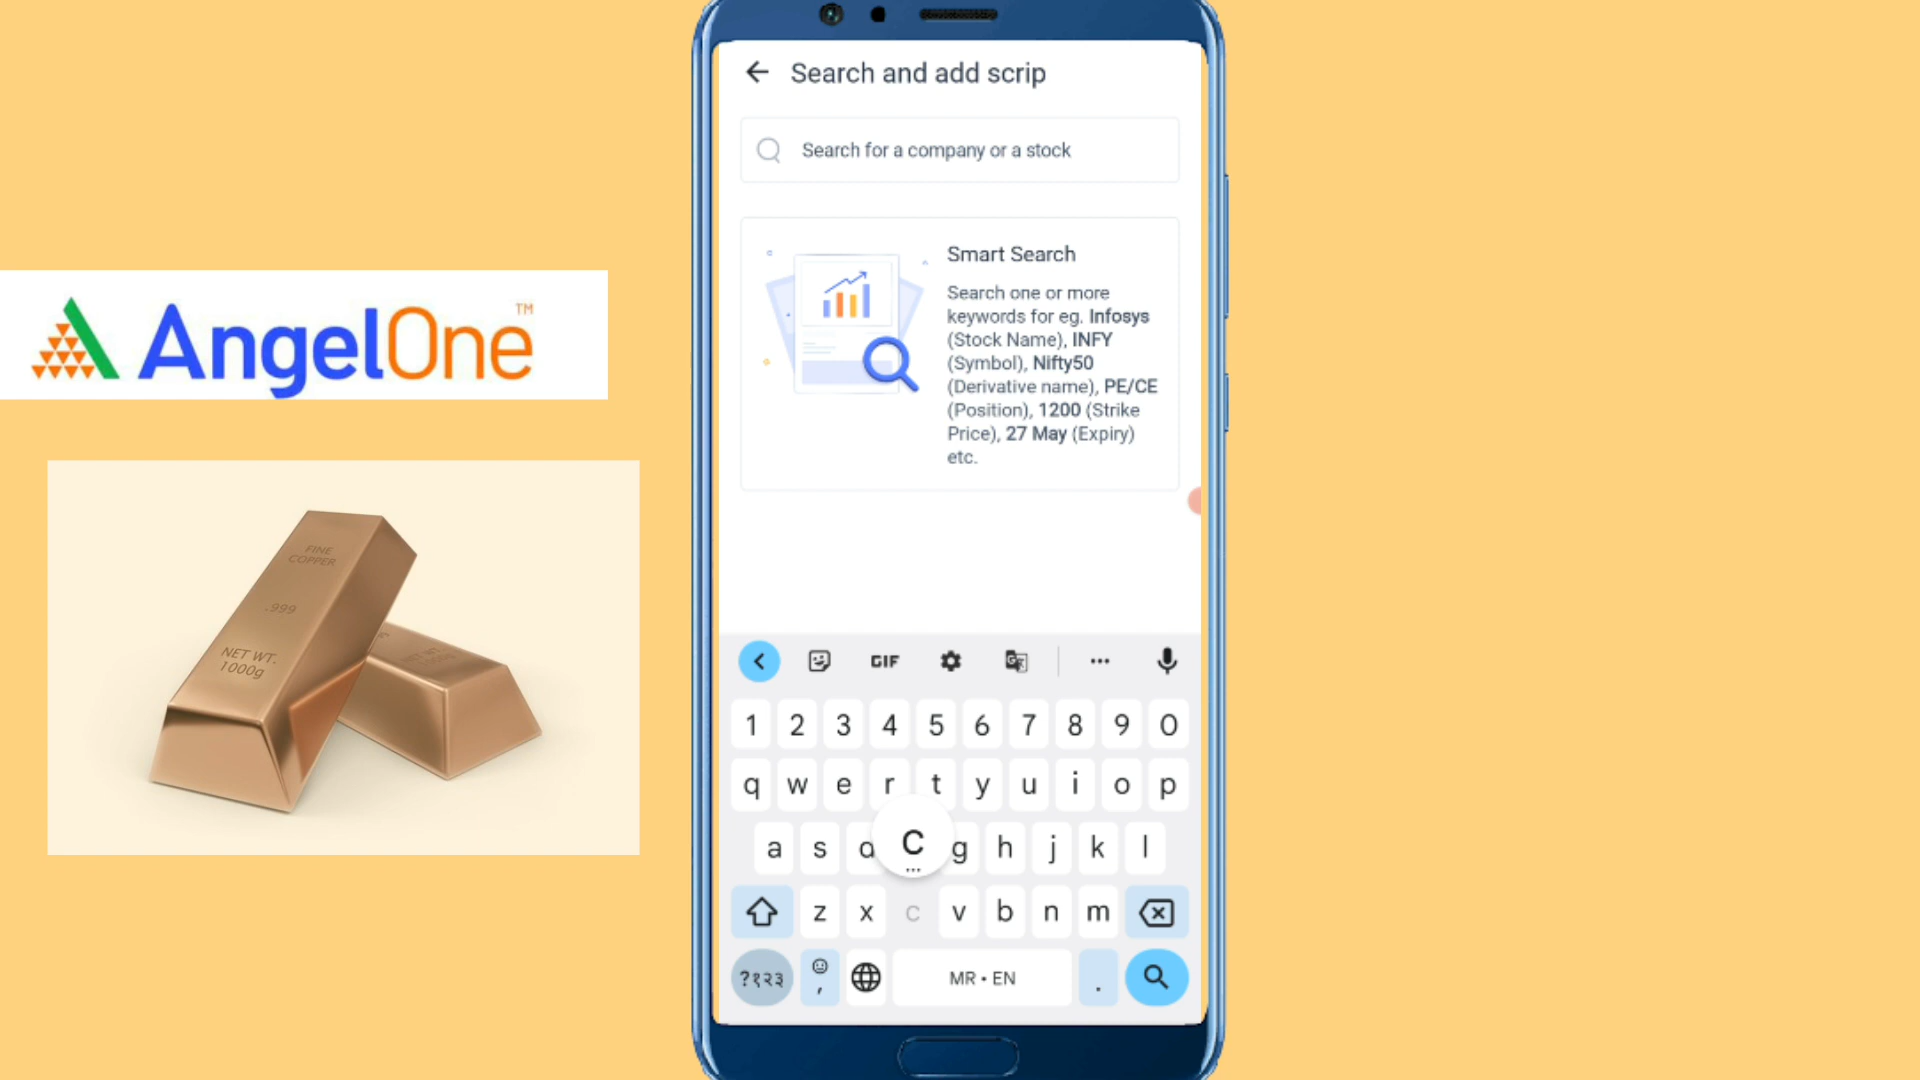 AngelOne™
FINE
COPPER
.999
NET WT.
1000g
Search and add scrip
Search for a company or a stock
Smart Search
Search one or more
keywords for eg. Infosys
(Stock Name), INFY
(Symbol), Nifty50
(Derivative name), PE/CE
(Position), 1200 (Strike
Price), 27 May (Expiry)
etc.
GIF
1 2 3 4 5 6 7 8 9 0
q w e r t y u i o p
a s d c g h j k l
z x c v b n m
?१२३ , MR • EN .